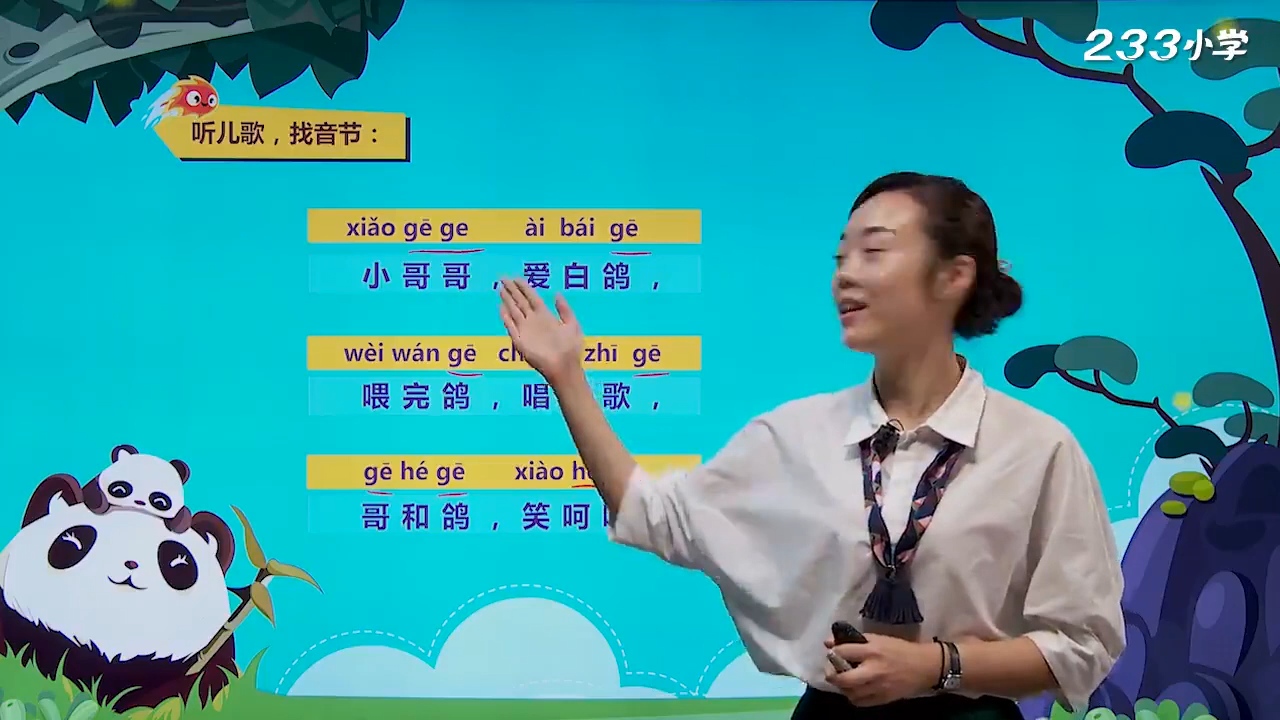 233小学
听儿歌，找音节：
xiǎo gē ge ài bái gē
小哥哥，爱白鸽，
wèi wán gē ch zhī gē
喂完鸽，唱 歌，
gē hé gē xiào h
哥和鸽，笑呵